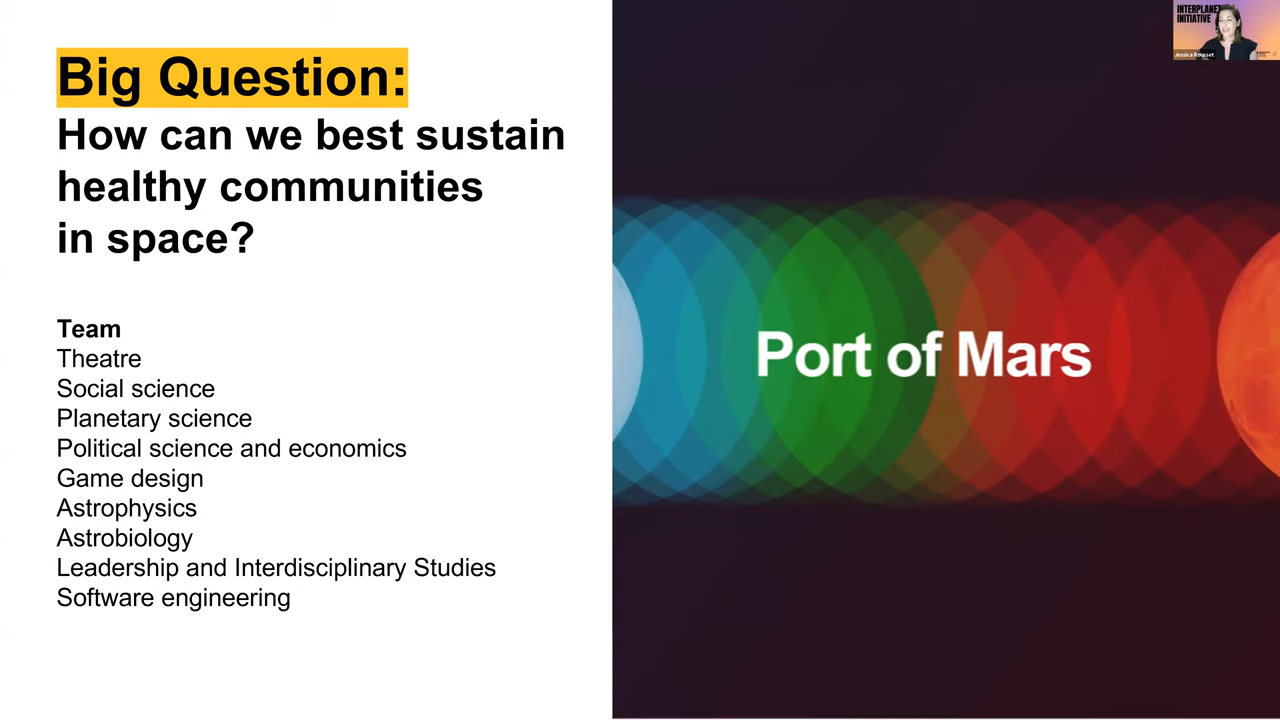 Big Question:
How can we best sustain
healthy communities
in space?
Team
Theatre
Social science
Planetary science
Political science and economics
Game design
Astrophysics
Astrobiology
Leadership and Interdisciplinary Studies
Software engineering
Port of Mars
INITIATIVE
Jessica Rousset